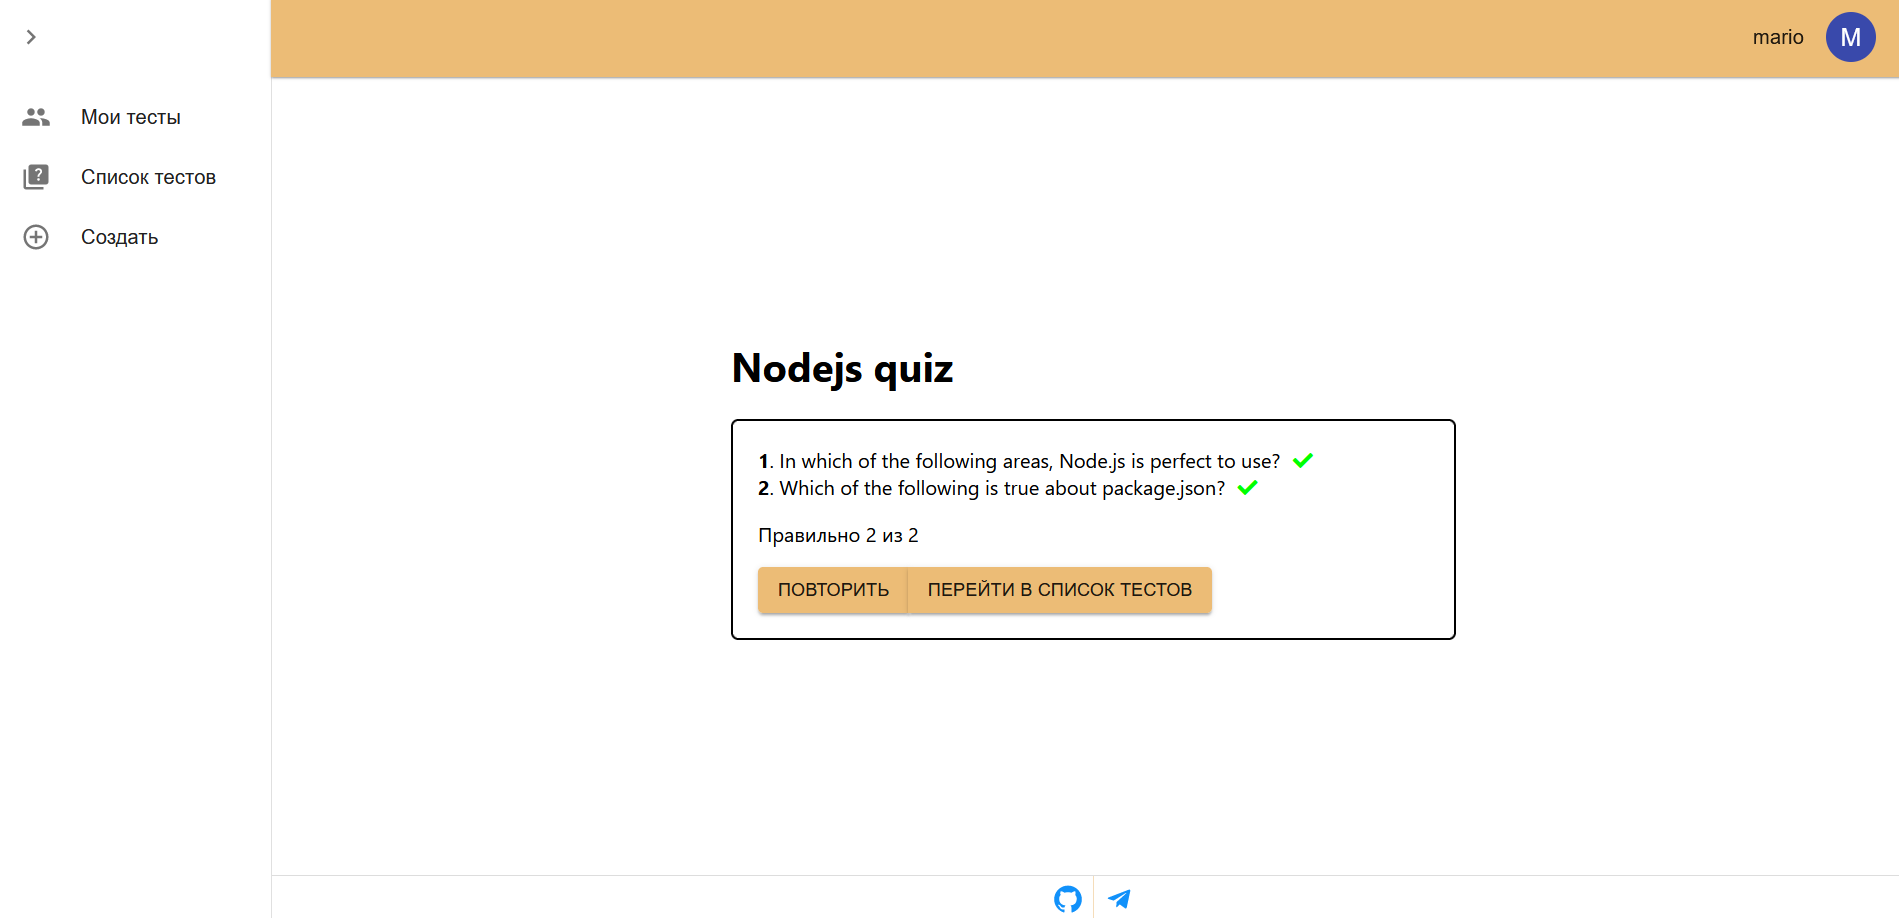 mario M
Мои тесты
? Список тестов
Создать
Nodejs quiz
1. In which of the following areas, Node.js is perfect to use?
2. Which of the following is true about package.json?
Правильно 2 из 2
ПОВТОРИТЬ ПЕРЕЙТИ В СПИСОК ТЕСТОВ